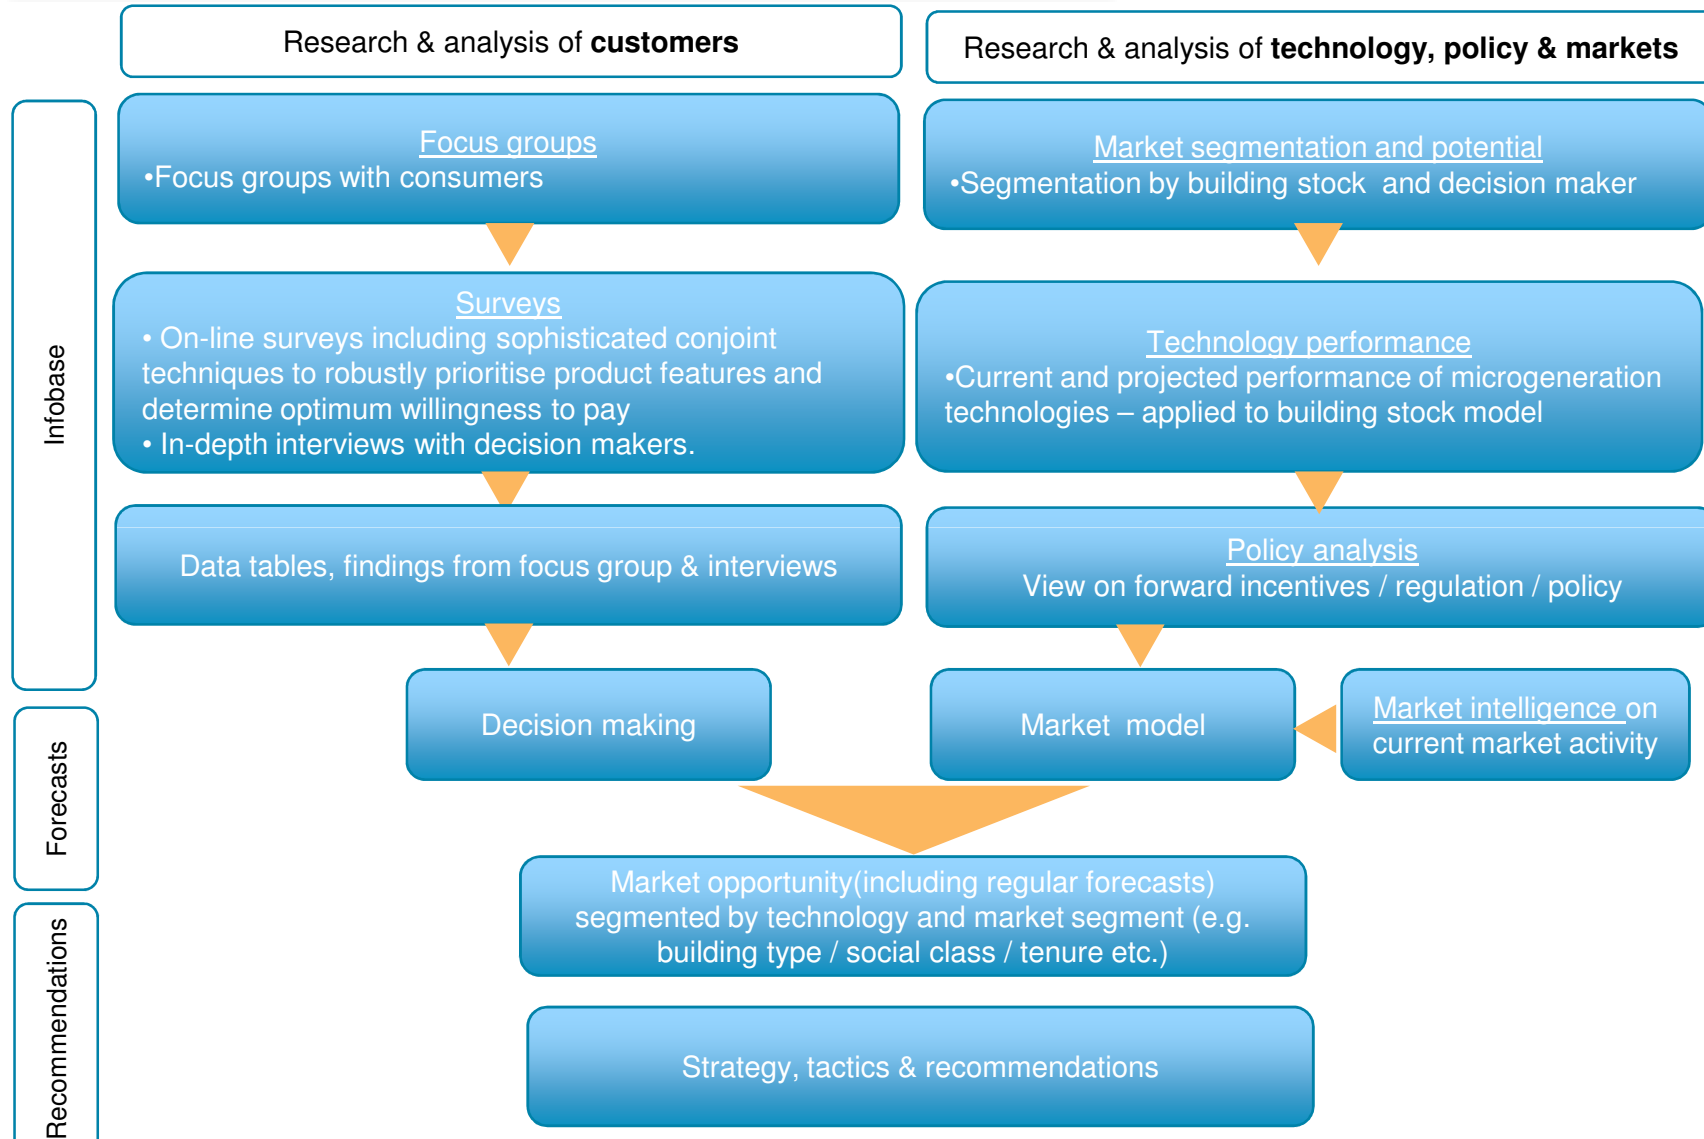 Research & analysis of customers
Research & analysis of technology, policy & markets
Infobase
Focus groups
•Focus groups with consumers
Market segmentation and potential
•Segmentation by building stock and decision maker
Surveys
• On-line surveys including sophisticated conjoint
techniques to robustly prioritise product features and
determine optimum willingness to pay
• In-depth interviews with decision makers.
Technology performance
•Current and projected performance of microgeneration
technologies – applied to building stock model
Data tables, findings from focus group & interviews
Policy analysis
View on forward incentives / regulation / policy
Forecasts
Decision making
Market model
Market intelligence on
current market activity
Market opportunity(including regular forecasts)
segmented by technology and market segment (e.g.
building type / social class / tenure etc.)
Recommendations
Strategy, tactics & recommendations